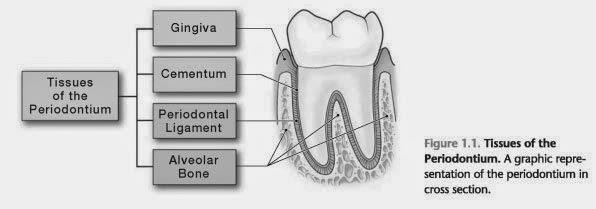 Gingiva
Cementum
Tissues
of the
Periodontium
Periodontal
Ligament
Alveolar
Bone
Figure 1.1. Tissues of the
Periodontium. A graphic repre-
sentation of the periodontium in
cross section.